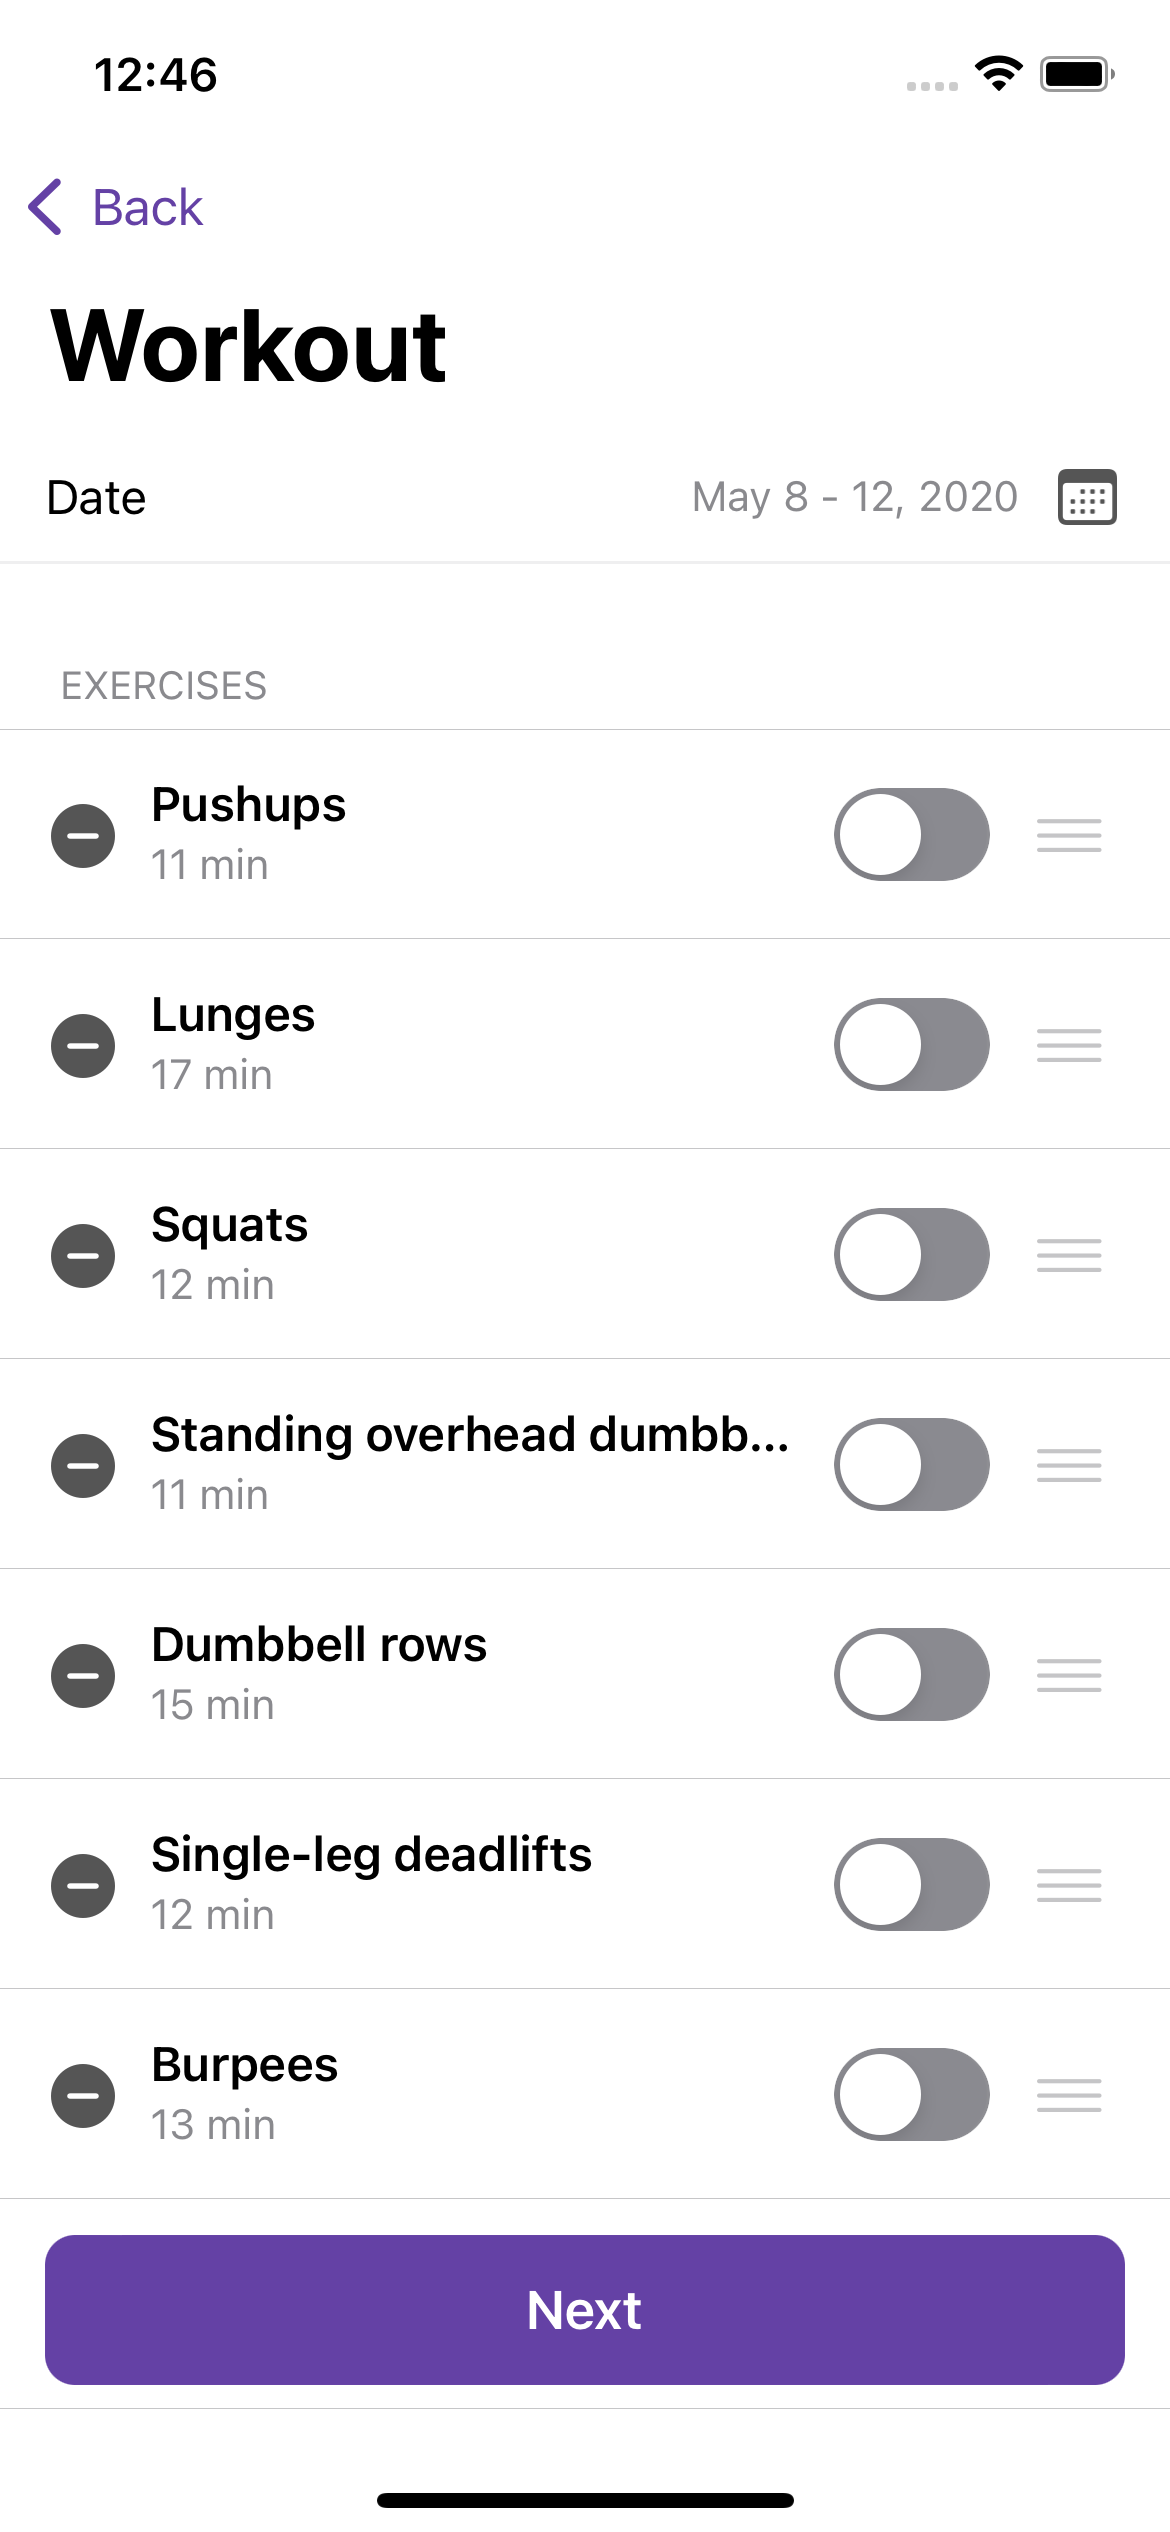 12:46
Back
Workout
Date
May 8 - 12, 2020
EXERCISES
Pushups
11 min
Lunges
17 min
Squats
12 min
Standing overhead dumbb...
11 min
Dumbbell rows
15 min
Single-leg deadlifts
12 min
Burpees
13 min
Next